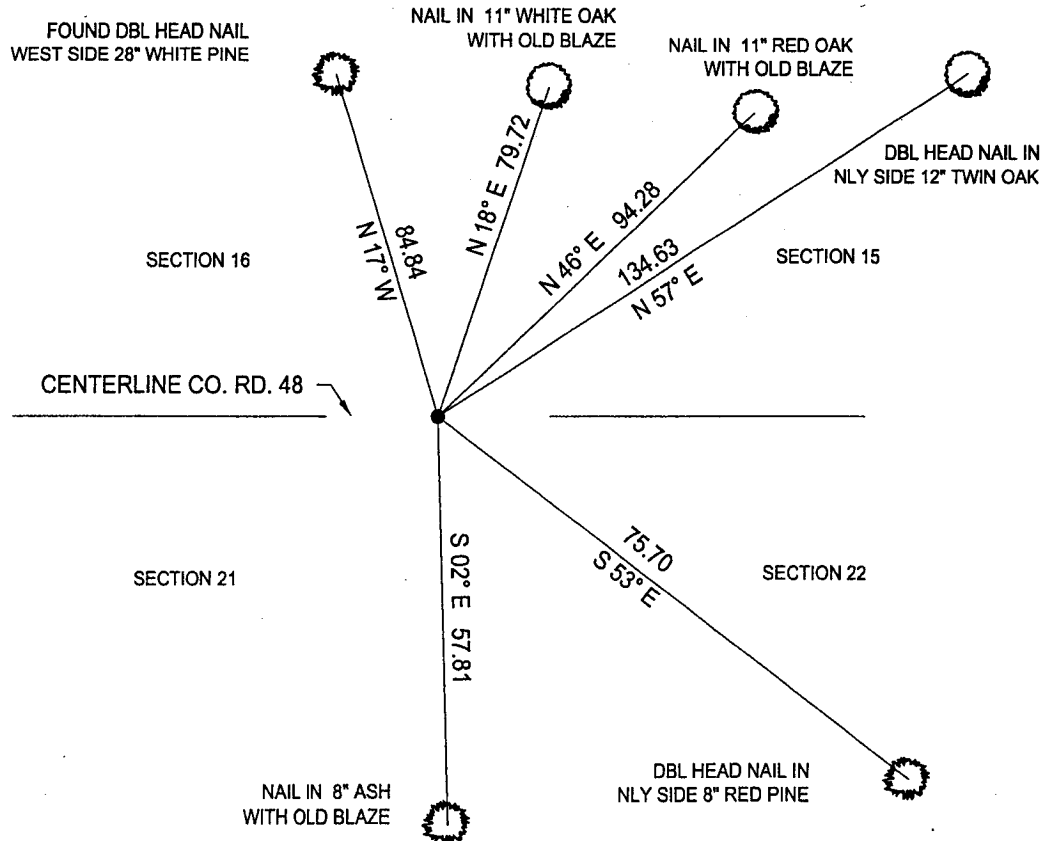 FOUND DBL HEAD NAIL
WEST SIDE 28" WHITE PINE
NAIL IN 11" WHITE OAK
WITH OLD BLAZE
NAIL IN 11" RED OAK
WITH OLD BLAZE
DBL HEAD NAIL IN
NLY SIDE 12" TWIN OAK
84.84
N 17° W
N 18° E 79.72
N 46° E 94.28
134.63
N 57° E
SECTION 16
SECTION 15
CENTERLINE CO. RD. 48
S 02° E 57.81
75.70
S 53° E
SECTION 21
SECTION 22
NAIL IN 8" ASH
WITH OLD BLAZE
DBL HEAD NAIL IN
NLY SIDE 8" RED PINE